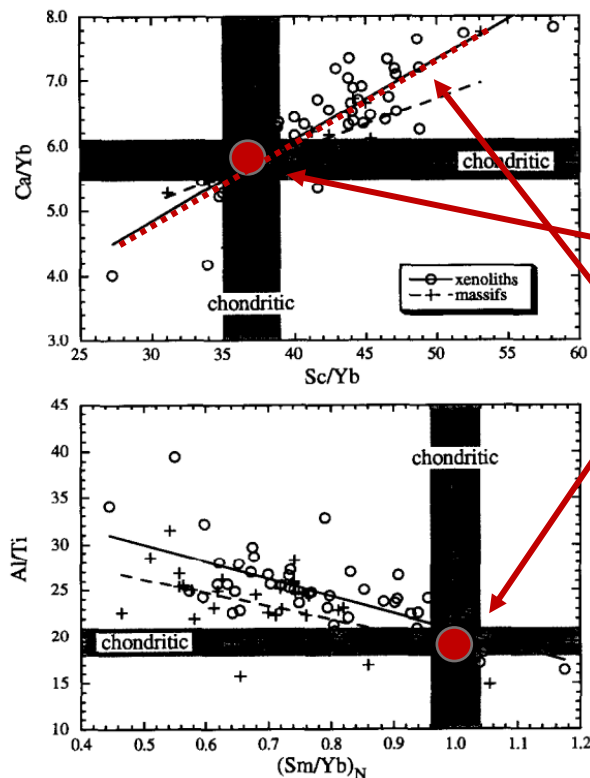 8.0
7.0
6.0
5.0
4.0
3.0
Ca/Yb
chondritic
chondritic
xenoliths
massifs
25 30 35 40 45 50 55 60
Sc/Yb
45
40
35
30
25
20
15
10
Al/Ti
chondritic
chondritic
0.4 0.5 0.6 0.7 0.8 0.9 1.0 1.1 1.2
(Sm/Yb)N